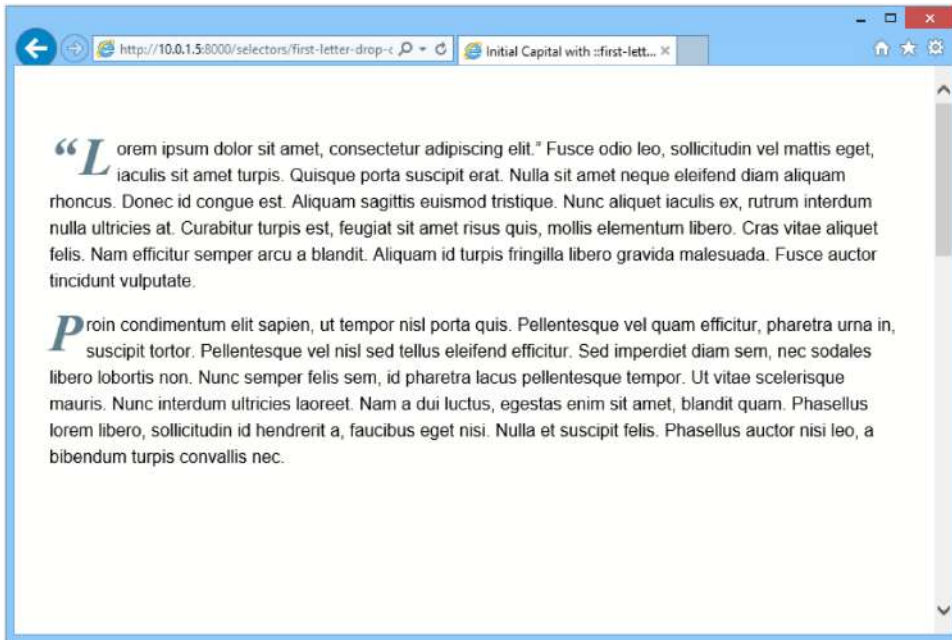 http://10.0.1.5:8000/selectors/first-letter-drop-c
Initial Capital with ::first-lett...
“Lorem ipsum dolor sit amet, consectetur adipiscing elit.” Fusce odio leo, sollicitudin vel mattis eget,
iaculis sit amet turpis. Quisque porta suscipit erat. Nulla sit amet neque eleifend diam aliquam
rhoncus. Donec id congue est. Aliquam sagittis euismod tristique. Nunc aliquet iaculis ex, rutrum interdum
nulla ultricies at. Curabitur turpis est, feugiat sit amet risus quis, mollis elementum libero. Cras vitae aliquet
felis. Nam efficitur semper arcu a blandit. Aliquam id turpis fringilla libero gravida malesuada. Fusce auctor
tincidunt vulputate.
Proin condimentum elit sapien, ut tempor nisl porta quis. Pellentesque vel quam efficitur, pharetra urna in,
suscipit tortor. Pellentesque vel nisl sed tellus eleifend efficitur. Sed imperdiet diam sem, nec sodales
libero lobortis non. Nunc semper felis sem, id pharetra lacus pellentesque tempor. Ut vitae scelerisque
mauris. Nunc interdum ultricies laoreet. Nam a dui luctus, egestas enim sit amet, blandit quam. Phasellus
lorem libero, sollicitudin id hendrerit a, faucibus eget nisi. Nulla et suscipit felis. Phasellus auctor nisi leo, a
bibendum turpis convallis nec.